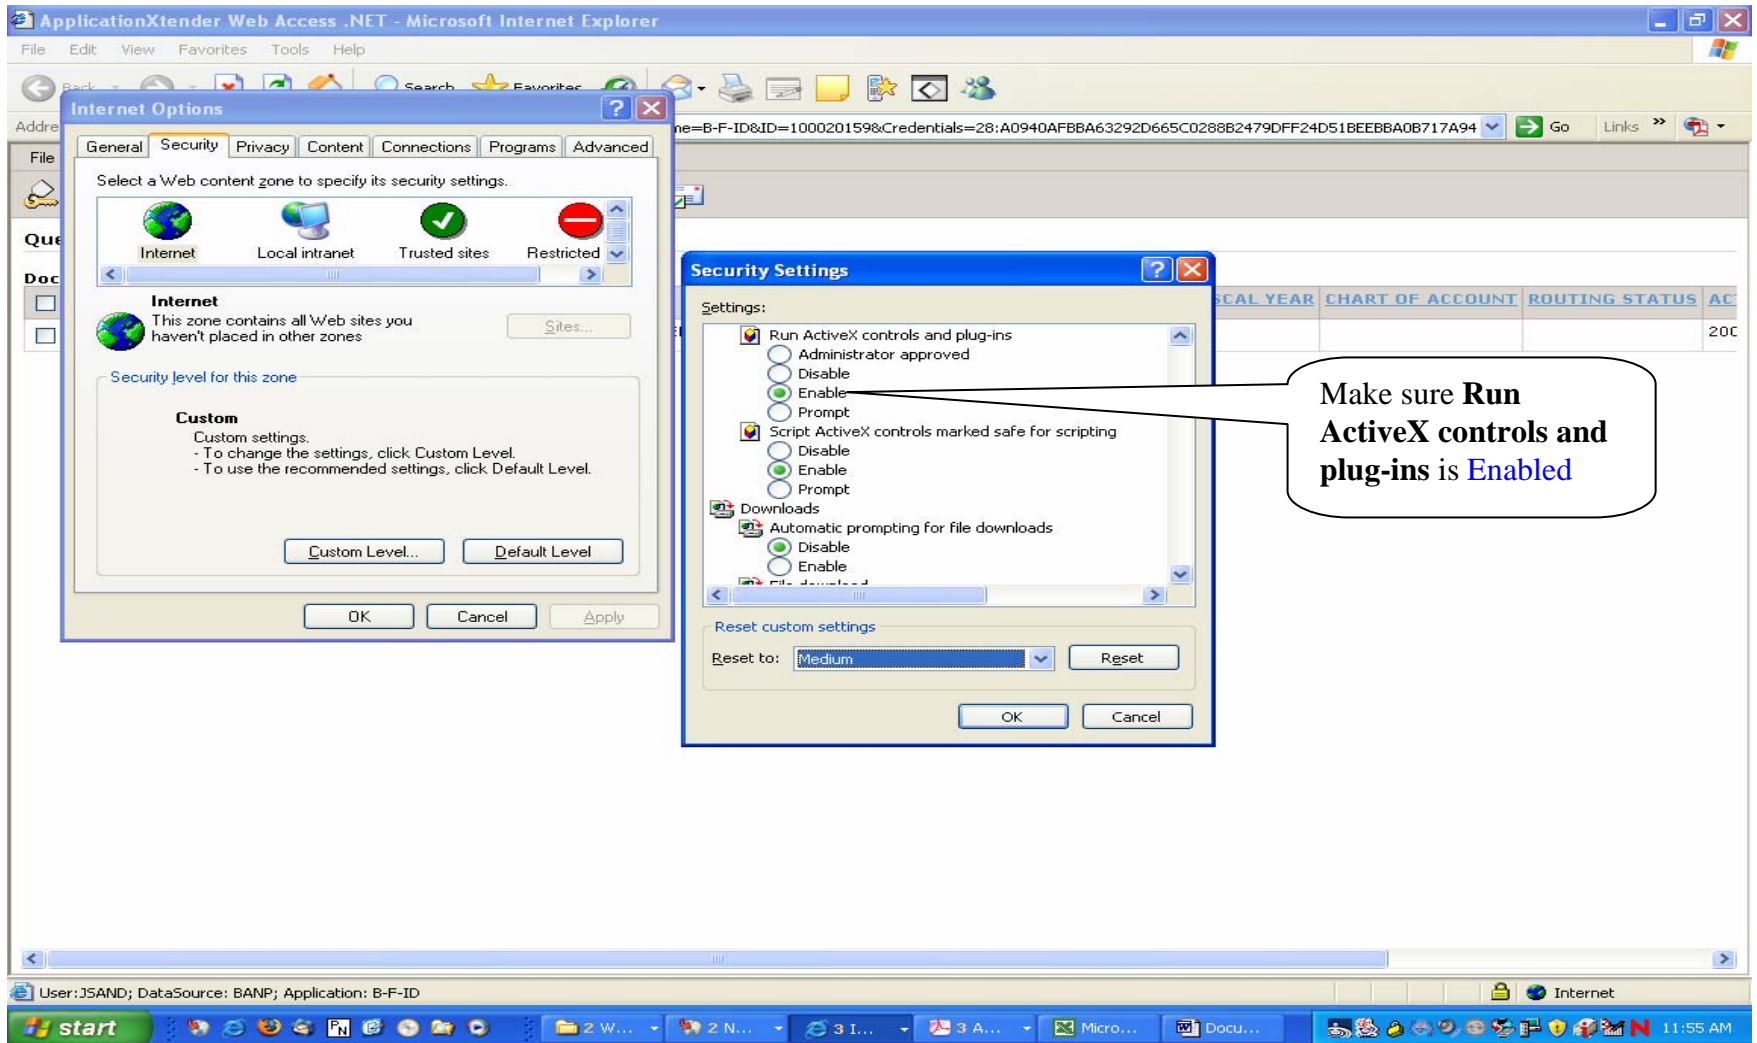 ApplicationXtender Web Access .NET - Microsoft Internet Explorer
File Edit View Favorites Tools Help
Search Favorites
Internet Options
Addre
me=B-F-ID&ID=100020159&Credentials=28:A0940AFBBA63292D665C0288B2479DFF24D51BEEBBA0B717A94 Go Links »
General Security Privacy Content Connections Programs Advanced
File
Select a Web content zone to specify its security settings.
Internet Local intranet Trusted sites Restricted
Que
Doc
Internet
This zone contains all Web sites you
haven't placed in other zones
Sites...
Security level for this zone
Custom
Custom settings.
- To change the settings, click Custom Level.
- To use the recommended settings, click Default Level.
Custom Level... Default Level
OK Cancel Apply
Security Settings
Settings:
Run ActiveX controls and plug-ins
Administrator approved
Disable
Enable
Prompt
Script ActiveX controls marked safe for scripting
Disable
Enable
Prompt
Downloads
Automatic prompting for file downloads
Disable
Enable
File download
Reset custom settings
Reset to: Medium Reset
OK Cancel
SCAL YEAR CHART OF ACCOUNT ROUTING STATUS AC
200
Make sure Run
ActiveX controls and
plug-ins is Enabled
User:JSAND; DataSource: BANP; Application: B-F-ID
Internet
start 2 W... 2 N... 3 I... 3 A... Micro... Docu... 11:55 AM